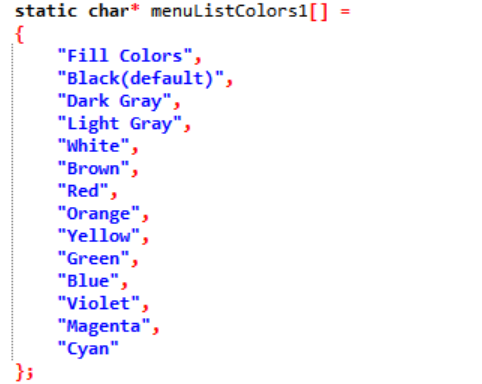 static char* menuListColors1[] =
{
"Fill Colors",
"Black(default)",
"Dark Gray",
"Light Gray",
"White",
"Brown",
"Red",
"Orange",
"Yellow",
"Green",
"Blue",
"Violet",
"Magenta",
"Cyan"
};